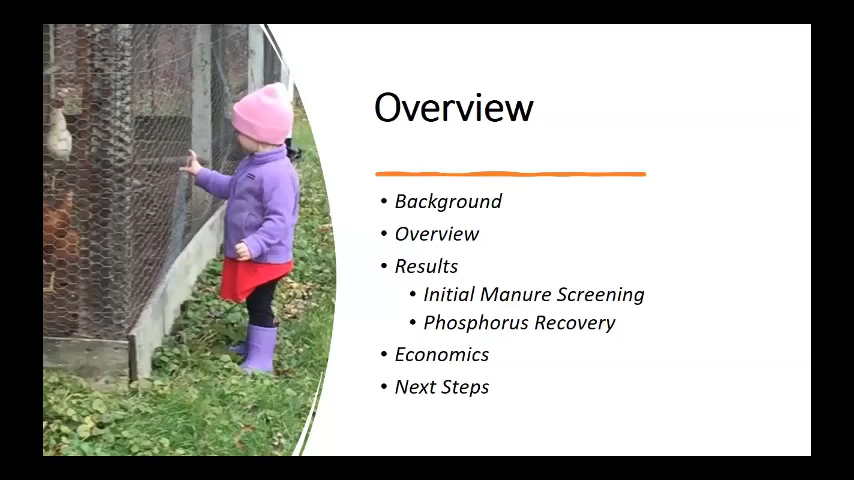 Overview
• Background
• Overview
• Results
• Initial Manure Screening
• Phosphorus Recovery
• Economics
• Next Steps